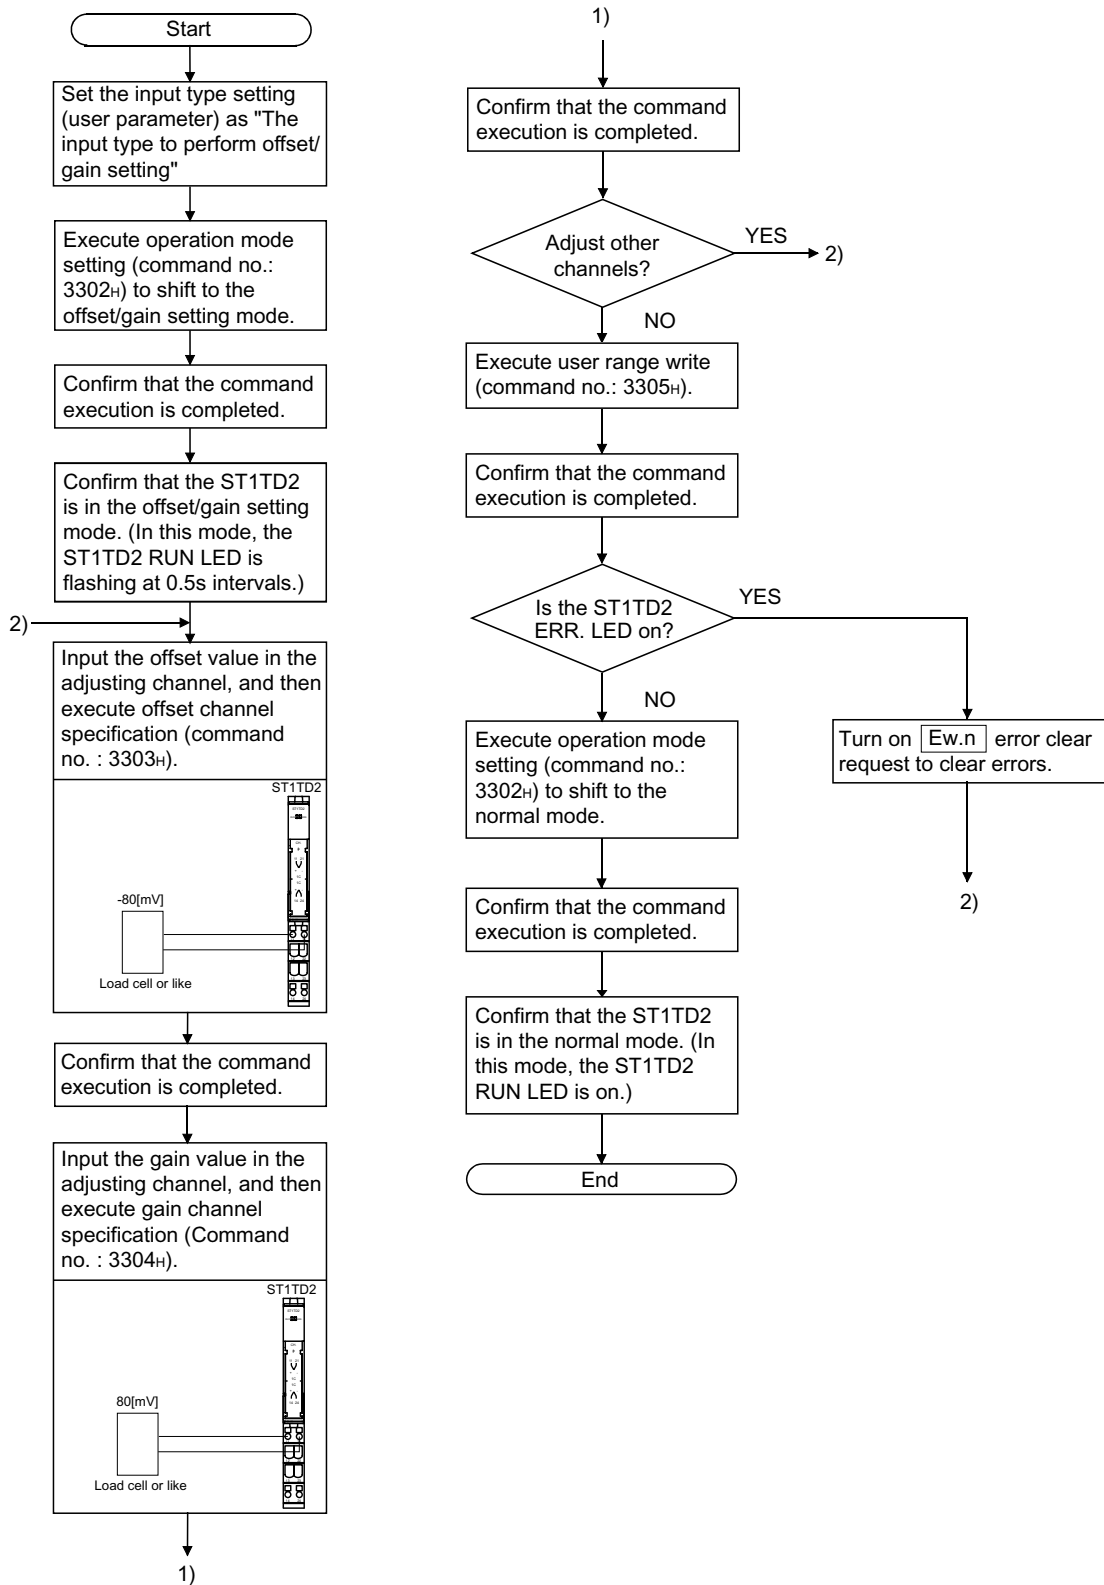 Start
Set the input type setting
(user parameter) as "The
input type to perform offset/
gain setting"
Execute operation mode
setting (command no.:
3302H) to shift to the
offset/gain setting mode.
Confirm that the command
execution is completed.
Confirm that the ST1TD2
is in the offset/gain setting
mode. (In this mode, the
ST1TD2 RUN LED is
flashing at 0.5s intervals.)
2)
Input the offset value in the
adjusting channel, and then
execute offset channel
specification (command
no. : 3303H).
ST1TD2
-80[mV]
Load cell or like
Confirm that the command
execution is completed.
Input the gain value in the
adjusting channel, and then
execute gain channel
specification (Command
no. : 3304H).
ST1TD2
80[mV]
Load cell or like
1)
1)
Confirm that the command
execution is completed.
Adjust other
channels?
YES
2)
NO
Execute user range write
(command no.: 3305H).
Confirm that the command
execution is completed.
Is the ST1TD2
ERR. LED on?
YES
NO
Turn on Ew.n error clear
request to clear errors.
2)
Execute operation mode
setting (command no.:
3302H) to shift to the
normal mode.
Confirm that the command
execution is completed.
Confirm that the ST1TD2
is in the normal mode. (In
this mode, the ST1TD2
RUN LED is on.)
End